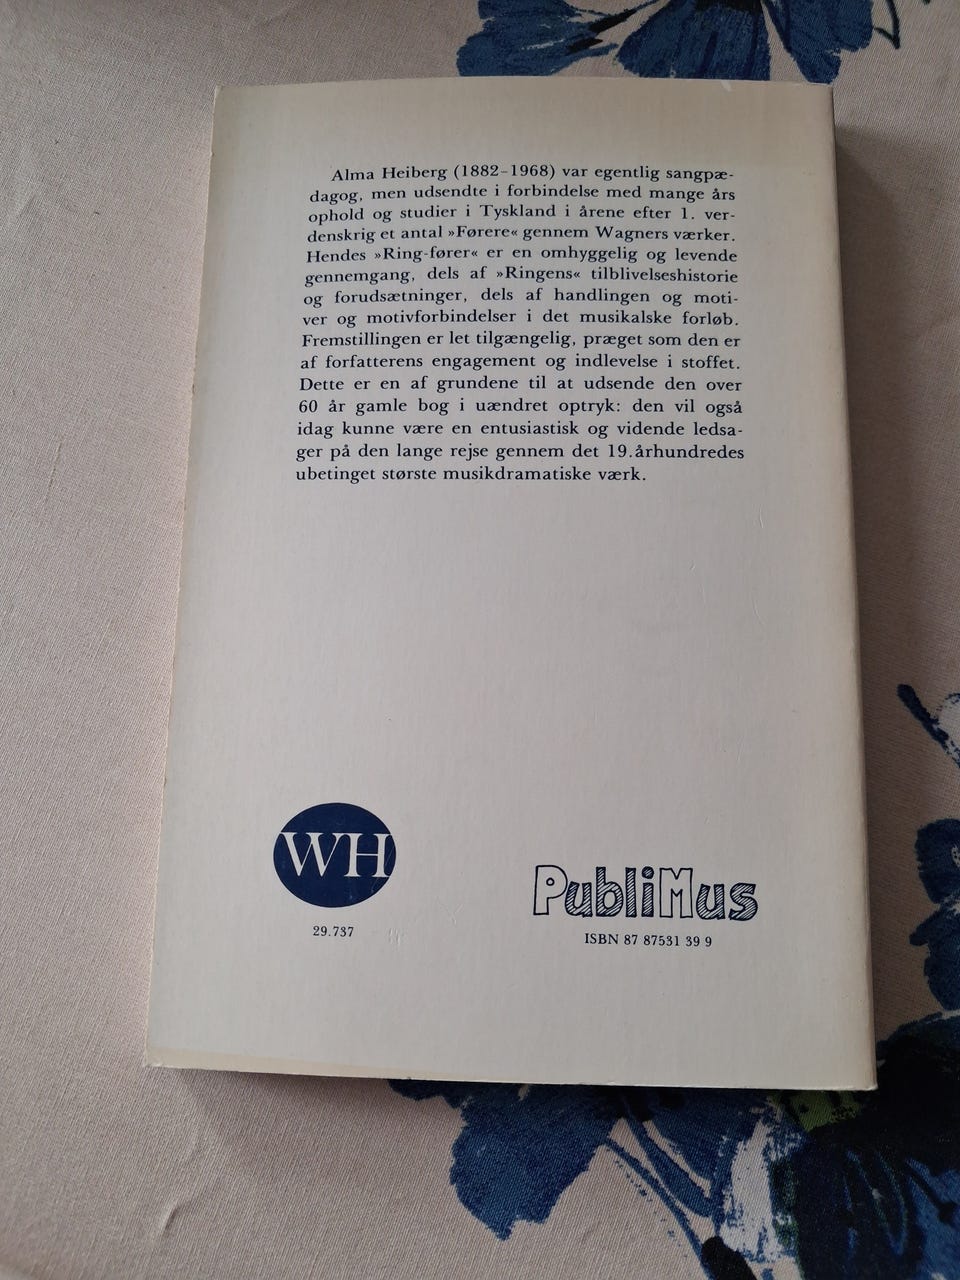 Alma Heiberg (1882–1968) var egentlig sangpæ-
dagog, men udsendte i forbindelse med mange års
ophold og studier i Tyskland i årene efter 1. ver-
denskrig et antal »Førere« gennem Wagners værker.
Hendes »Ring-fører« er en omhyggelig og levende
gennemgang, dels af »Ringens« tilblivelseshistorie
og forudsætninger, dels af handlingen og moti-
ver og motivforbindelser i det musikalske forløb.
Fremstillingen er let tilgængelig, præget som den er
af forfatterens engagement og indlevelse i stoffet.
Dette er en af grundene til at udsende den over
60 år gamle bog i uændret optryk: den vil også
idag kunne være en entusiastisk og vidende ledsa-
ger på den lange rejse gennem det 19.århundredes
ubetinget største musikdramatiske værk.
WH
29.737
PubliMus
ISBN 87 87531 39 9